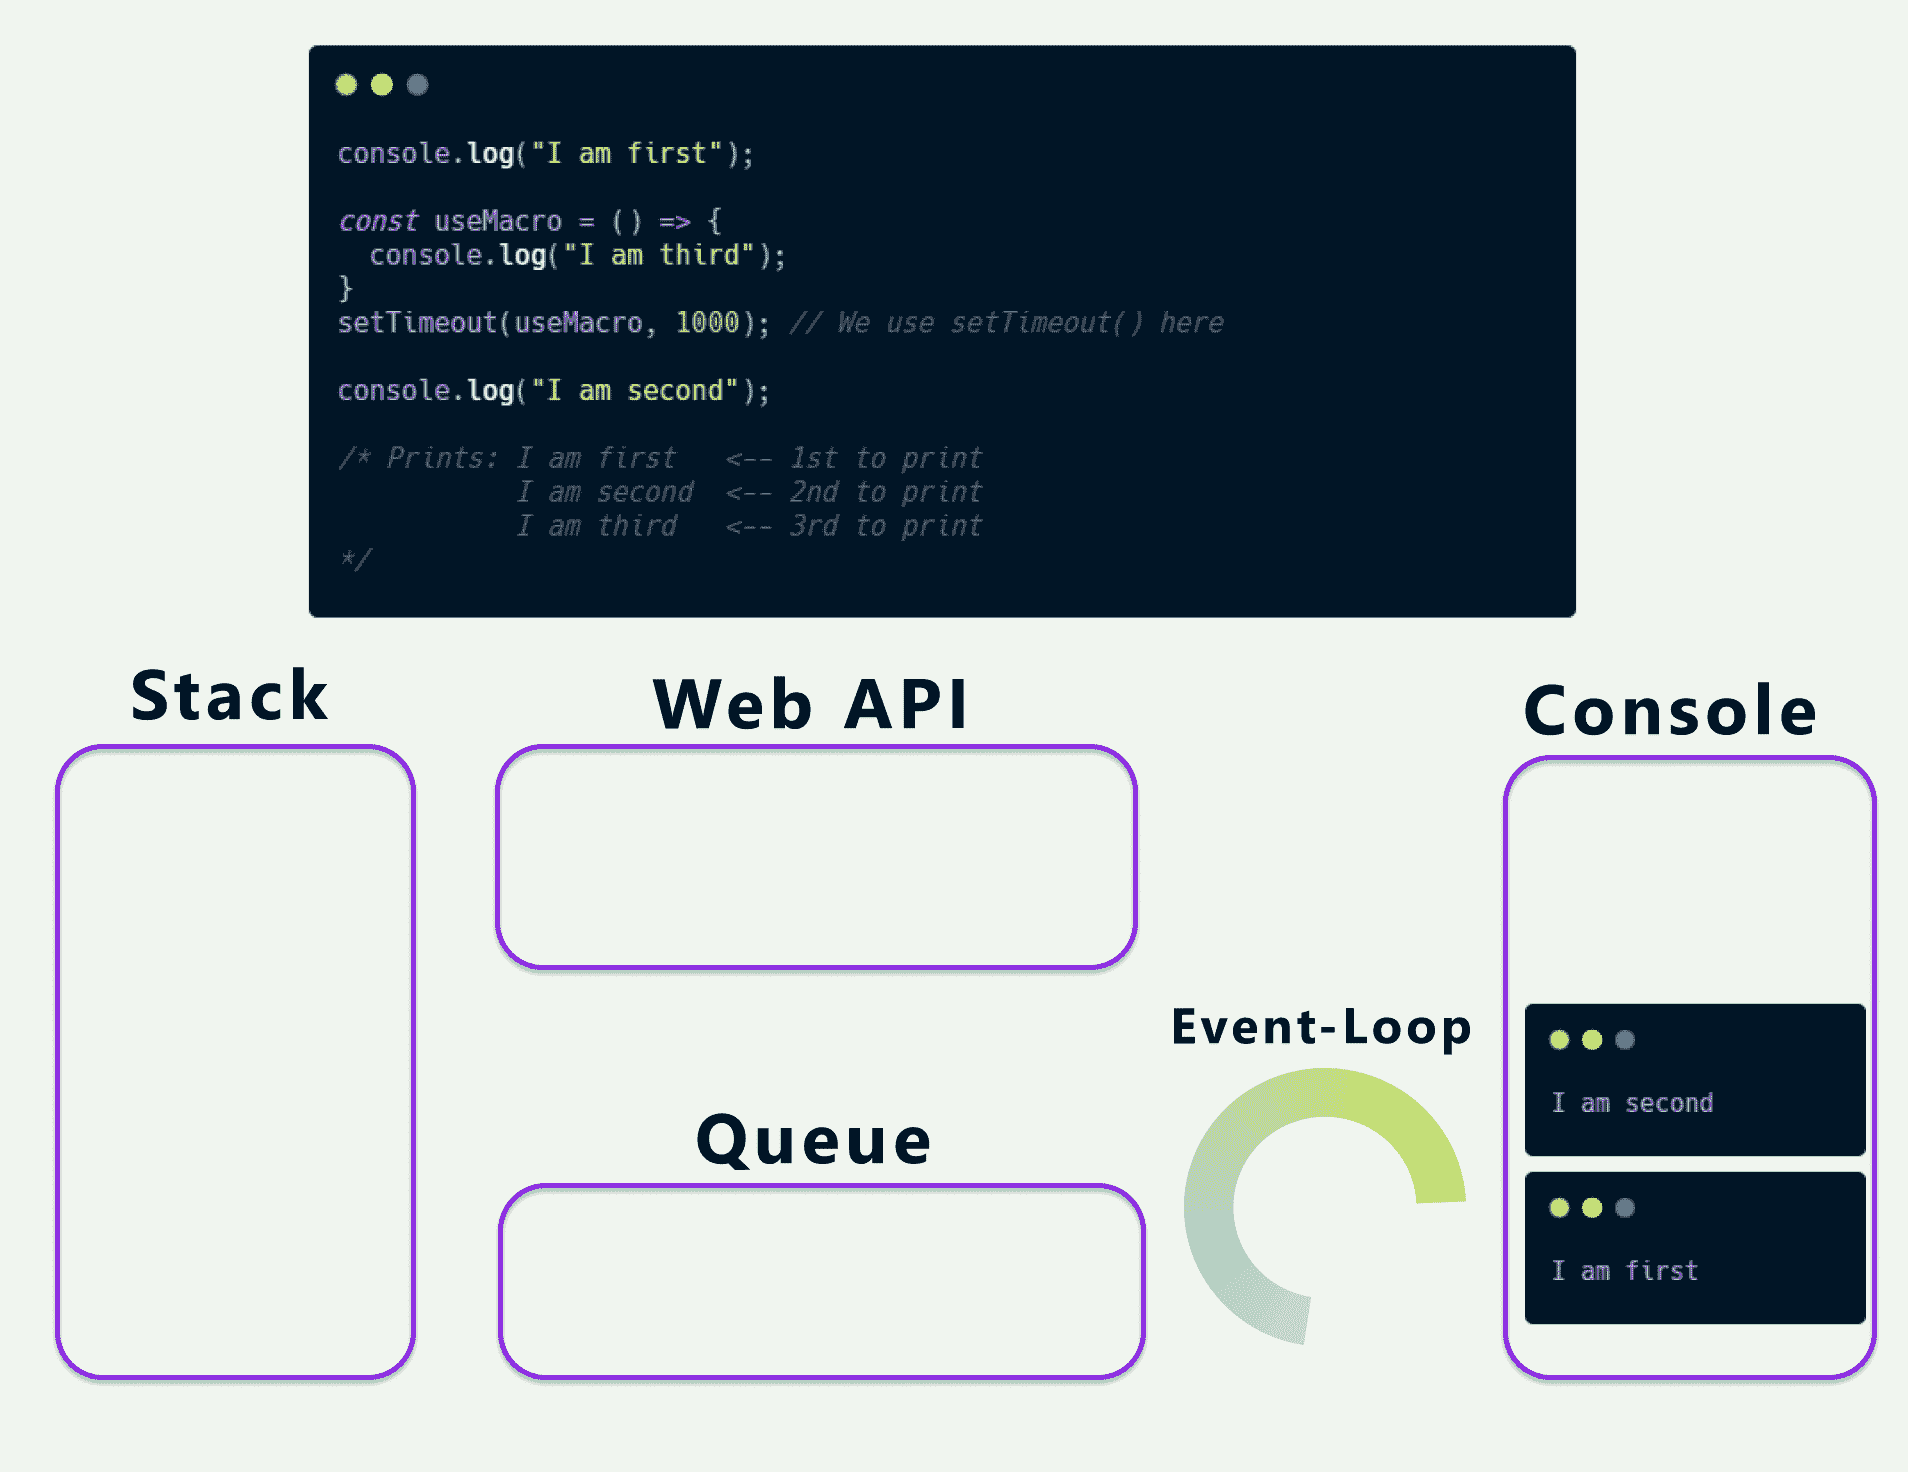 console.log("I am first");
const useMacro = () => {
  console.log("I am third");
}
setTimeout(useMacro, 1000); // We use setTimeout() here
console.log("I am second");
/* Prints: I am first   <-- 1st to print
           I am second  <-- 2nd to print
           I am third   <-- 3rd to print
*/
Stack
Web API
Console
Event-Loop
Queue
I am second
I am first